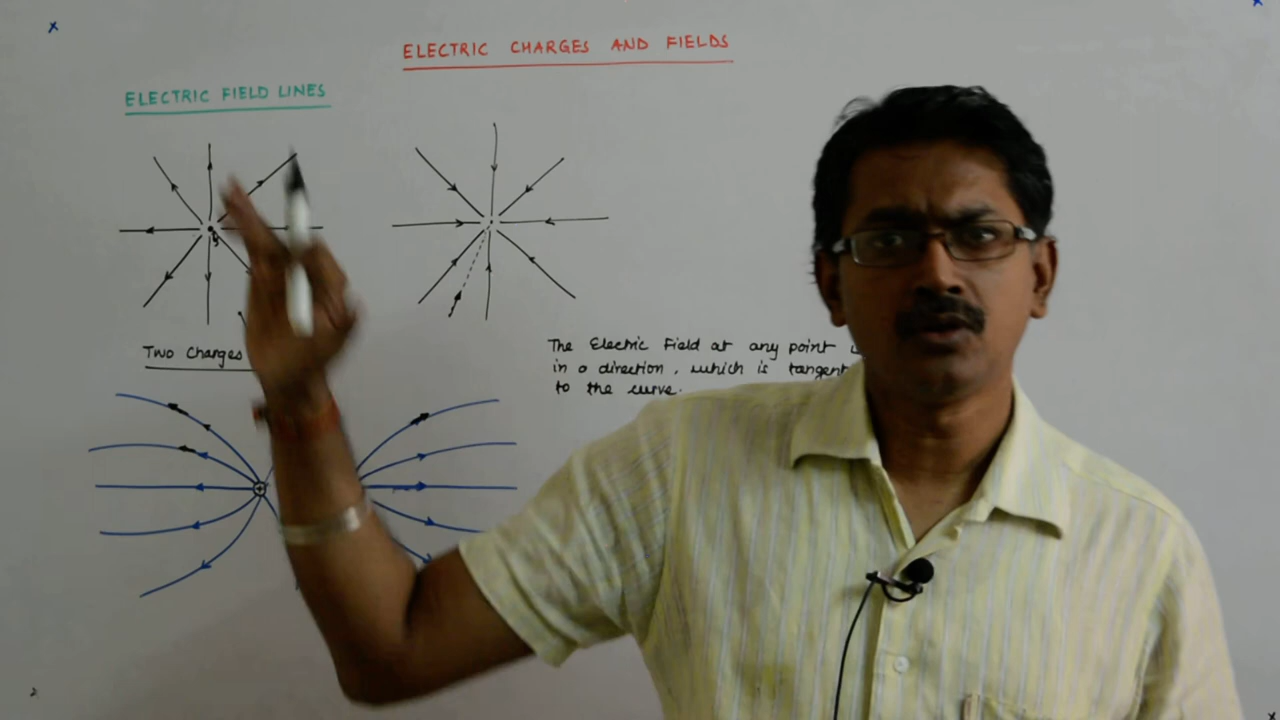 ELECTRIC CHARGES AND FIELDS
ELECTRIC FIELD LINES
Two Charges
The Electric Field at any point
in a direction, which is tangent
to the curve.
+